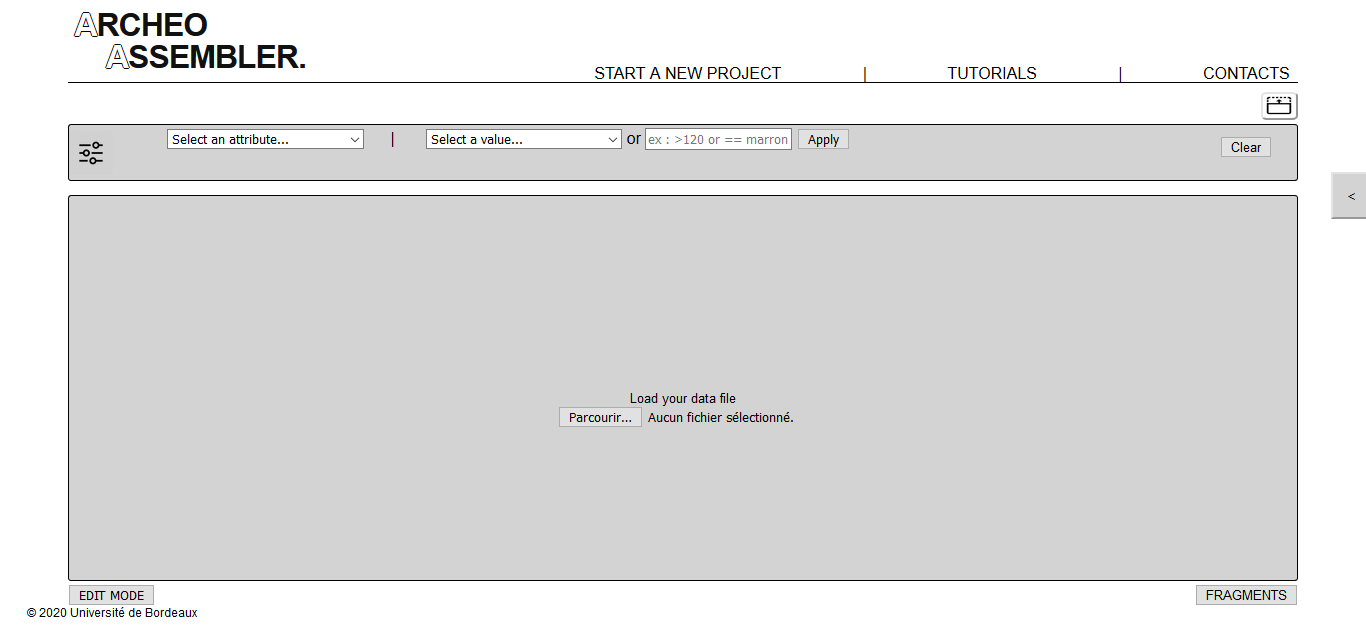 ARCHEO
ASSEMBLER.
START A NEW PROJECT | TUTORIALS | CONTACTS
Select an attribute... | Select a value... or ex : >120 or == marron Apply
Clear
<
Load your data file
Parcourir... Aucun fichier sélectionné.
EDIT MODE FRAGMENTS
© 2020 Université de Bordeaux